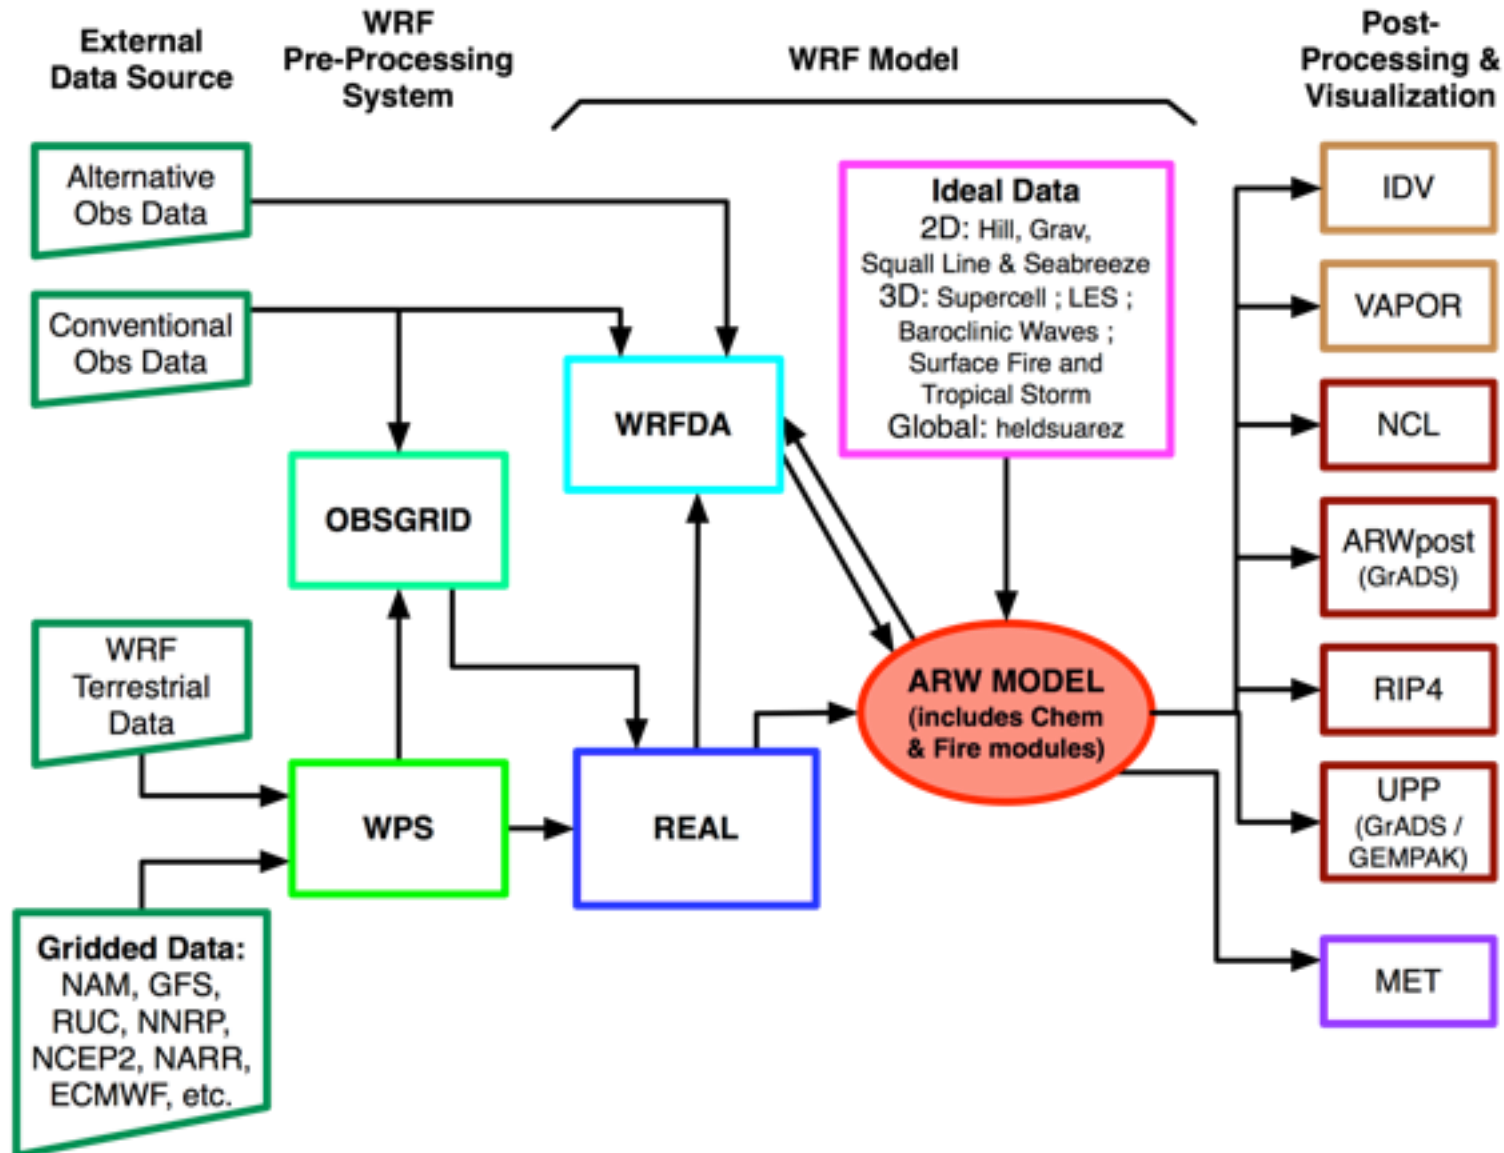 External
Data Source
WRF
Pre-Processing
System
WRF Model
Post-
Processing &
Visualization
Alternative
Obs Data
Conventional
Obs Data
WRF
Terrestrial
Data
Gridded Data:
NAM, GFS,
RUC, NNRP,
NCEP2, NARR,
ECMWF, etc.
OBSGRID
WPS
WRFDA
REAL
Ideal Data
2D: Hill, Grav,
Squall Line & Seabreeze
3D: Supercell ; LES ;
Baroclinic Waves ;
Surface Fire and
Tropical Storm
Global: heldsuarez
ARW MODEL
(includes Chem
& Fire modules)
IDV
VAPOR
NCL
ARWpost
(GrADS)
RIP4
UPP
(GrADS /
GEMPAK)
MET